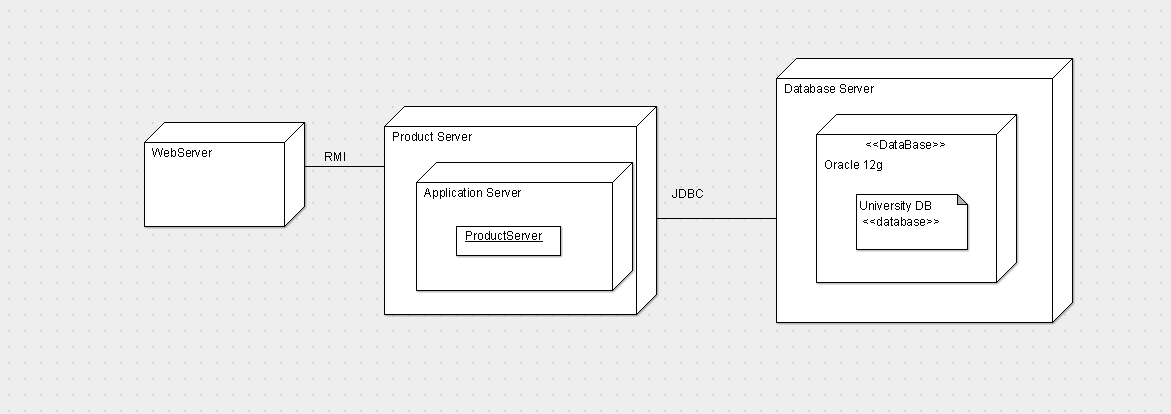 WebServer
RMI
Product Server
Application Server
ProductServer
JDBC
Database Server
<<DataBase>>
Oracle 12g
University DB
<<database>>